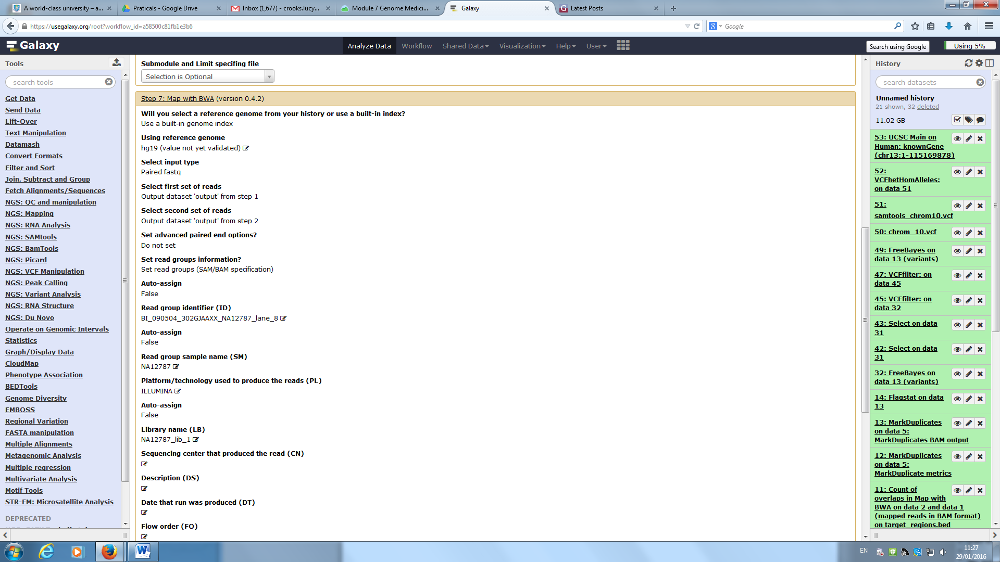 A world-class university – a...
Praticals - Google Drive
Inbox (1,677) - crooks.lucy...
Module 7 Genome Medicin...
Galaxy
Latest Posts
https://usegalaxy.org/root?workflow_id=a58500c81fb1e3b6
Google
Galaxy
Analyze Data
Workflow
Shared Data
Visualization
Help
User
Search using Google
Using 5%
Tools
search tools
Get Data
Send Data
Lift-Over
Text Manipulation
Datamash
Convert Formats
Filter and Sort
Join, Subtract and Group
Fetch Alignments/Sequences
NGS: QC and manipulation
NGS: Mapping
NGS: RNA Analysis
NGS: SAMtools
NGS: BamTools
NGS: Picard
NGS: VCF Manipulation
NGS: Peak Calling
NGS: Variant Analysis
NGS: RNA Structure
NGS: Du Novo
Operate on Genomic Intervals
Statistics
Graph/Display Data
CloudMap
Phenotype Association
BEDTools
Genome Diversity
EMBOSS
Regional Variation
FASTA manipulation
Multiple Alignments
Metagenomic Analysis
Multiple regression
Multivariate Analysis
Motif Tools
STR-FM: Microsatellite Analysis
DEPRECATED
Submodule and Limit specifing file
Selection is Optional
Step 7: Map with BWA (version 0.4.2)
Will you select a reference genome from your history or use a built-in index?
Use a built-in genome index
Using reference genome
hg19 (value not yet validated)
Select input type
Paired fastq
Select first set of reads
Output dataset 'output' from step 1
Select second set of reads
Output dataset 'output' from step 2
Set advanced paired end options?
Do not set
Set read groups information?
Set read groups (SAM/BAM specification)
Auto-assign
False
Read group identifier (ID)
BI_090504_302GJAAXX_NA12787_lane_8
Auto-assign
False
Read group sample name (SM)
NA12787
Platform/technology used to produce the reads (PL)
ILLUMINA
Auto-assign
False
Library name (LB)
NA12787_lib_1
Sequencing center that produced the read (CN)
Description (DS)
Date that run was produced (DT)
Flow order (FO)
History
search datasets
Unnamed history
21 shown, 32 deleted
11.02 GB
53: UCSC Main on
Human: knownGene
(chr13:1-115169878)
52:
VCFhetHomAlleles:
on data 51
51:
samtools_chrom10.vcf
50: chrom_10.vcf
49: FreeBayes on
data 13 (variants)
47: VCFfilter: on
data 45
45: VCFfilter: on
data 32
43: Select on data
31
42: Select on data
31
32: FreeBayes on
data 13 (variants)
14: Flagstat on data
13
13: MarkDuplicates
on data 5:
MarkDuplicates BAM output
12: MarkDuplicates
on data 5:
MarkDuplicate metrics
11: Count of
overlaps in Map with
BWA on data 2 and data 1
(mapped reads in BAM format)
on target_regions.bed
EN
11:27
29/01/2016